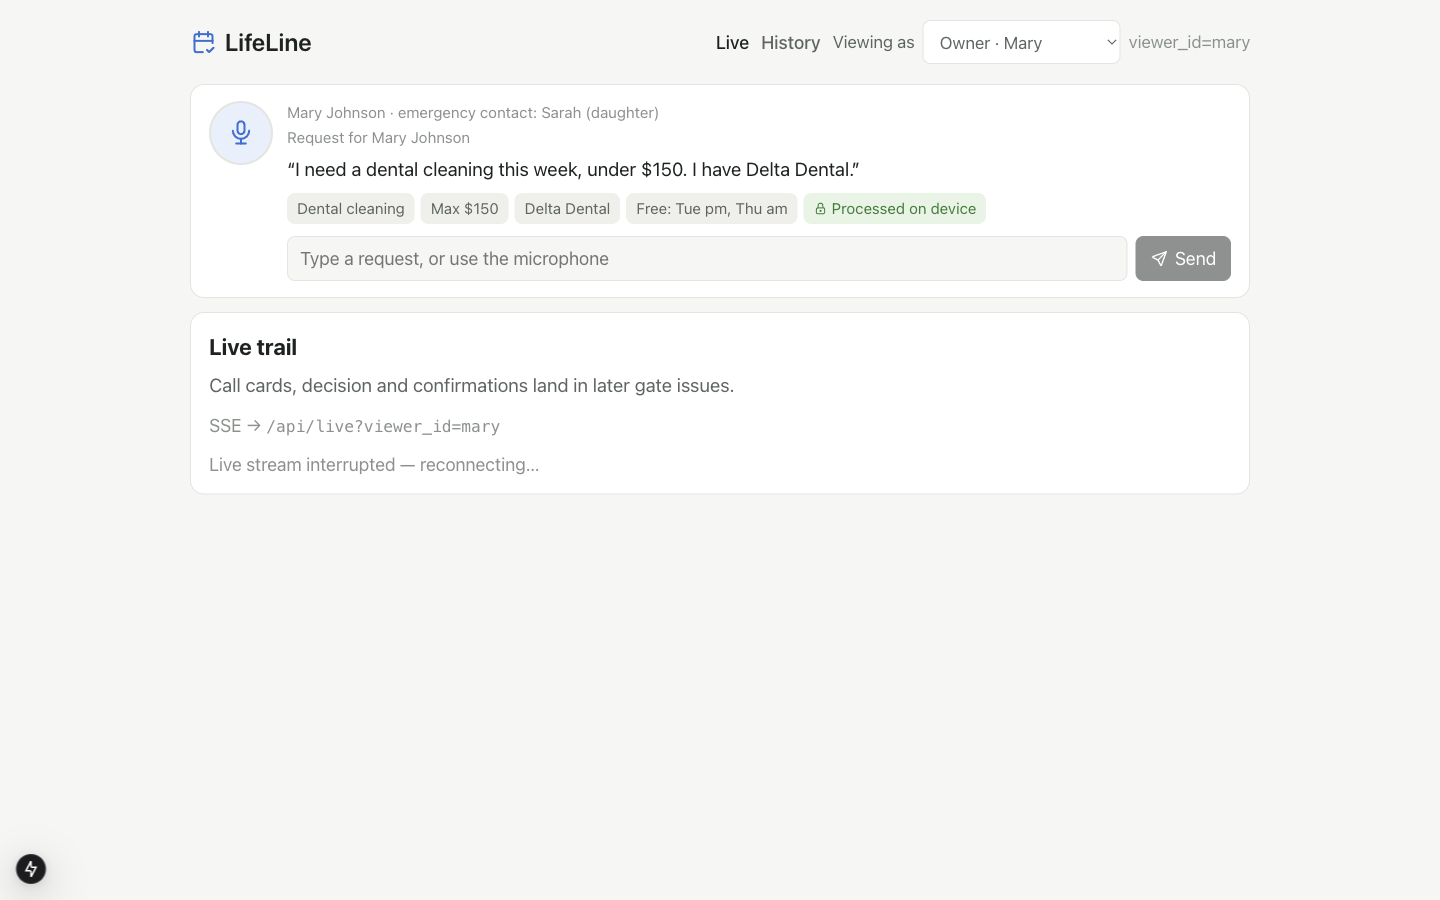 LifeLine
Live History Viewing as Owner · Mary viewer_id=mary
Mary Johnson · emergency contact: Sarah (daughter)
Request for Mary Johnson
“I need a dental cleaning this week, under $150. I have Delta Dental.”
Dental cleaning Max $150 Delta Dental Free: Tue pm, Thu am Processed on device
Type a request, or use the microphone Send
Live trail
Call cards, decision and confirmations land in later gate issues.
SSE → /api/live?viewer_id=mary
Live stream interrupted — reconnecting…